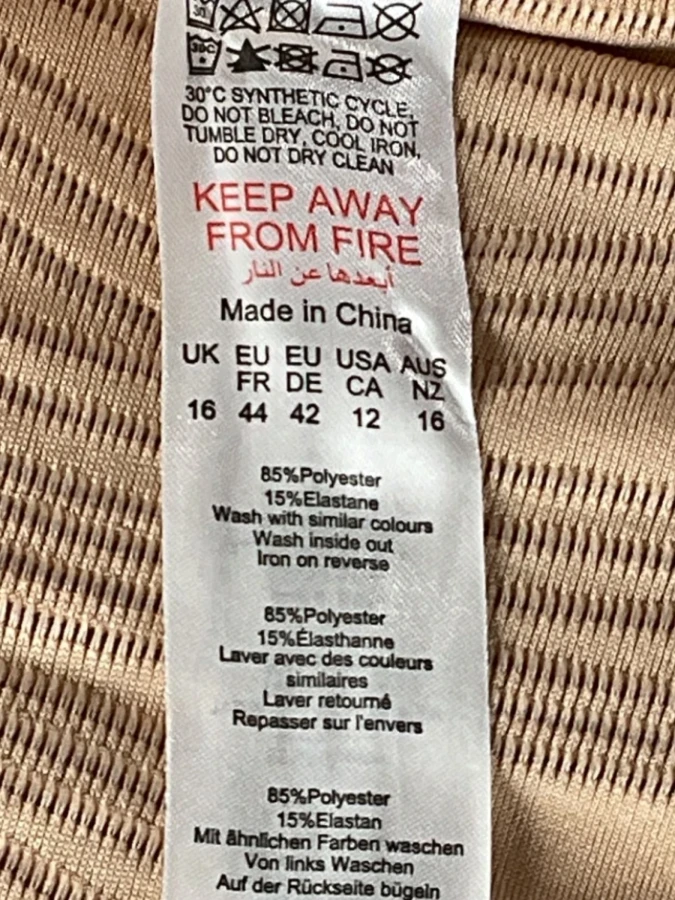 30°C SYNTHETIC CYCLE,
DO NOT BLEACH, DO NOT
TUMBLE DRY, COOL IRON,
DO NOT DRY CLEAN
KEEP AWAY
FROM FIRE
أبعدها عن النار
Made in China
UK EU EU USA AUS
FR DE CA NZ
16 44 42 12 16
85%Polyester
15%Elastane
Wash with similar colours
Wash inside out
Iron on reverse
85%Polyester
15%Élasthanne
Laver avec des couleurs
similaires
Laver retourné
Repasser sur l'envers
85%Polyester
15%Elastan
Mit ähnlichen Farben waschen
Von links Waschen
Auf der Rückseite bügeln